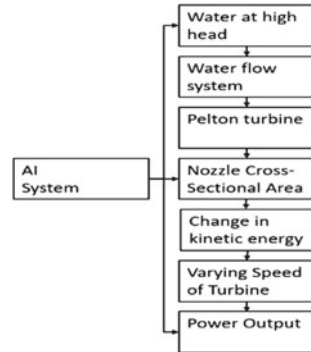 Water at high
head
Water flow
system
Pelton turbine
AI
System
Nozzle Cross-
Sectional Area
Change in
kinetic energy
Varying Speed
of Turbine
Power Output